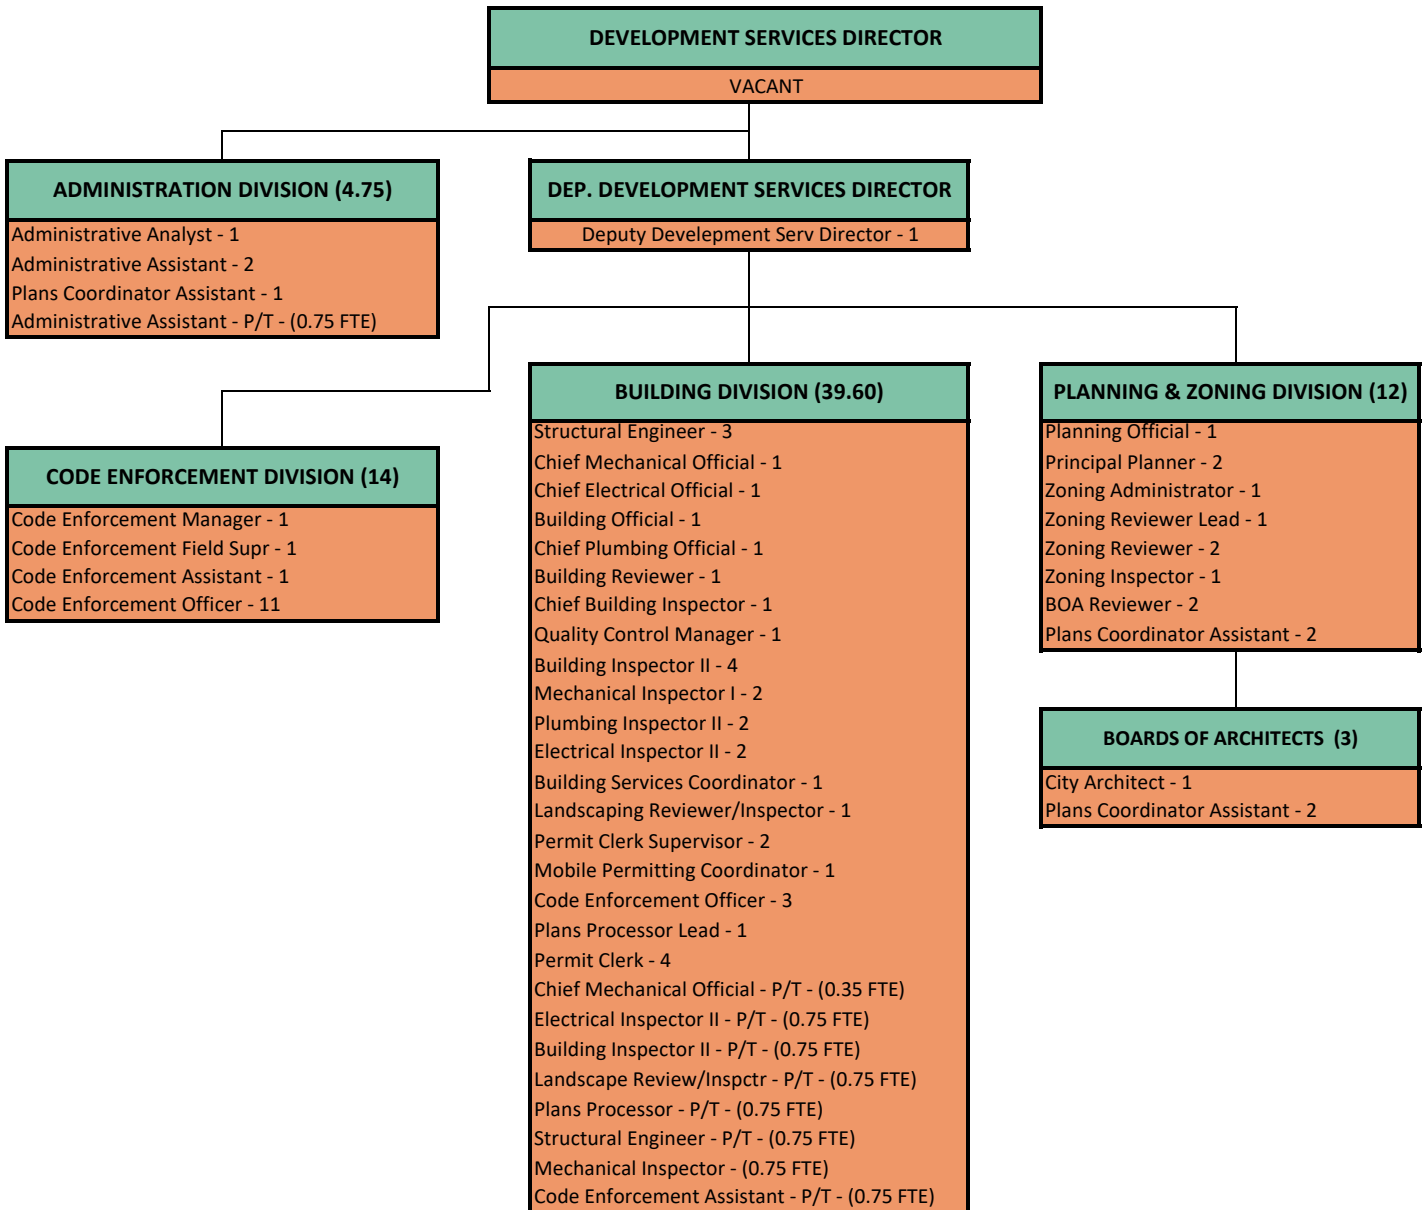 DEVELOPMENT SERVICES DIRECTOR
VACANT
ADMINISTRATION DIVISION (4.75)
Administrative Analyst - 1
Administrative Assistant - 2
Plans Coordinator Assistant - 1
Administrative Assistant - P/T - (0.75 FTE)
DEP. DEVELOPMENT SERVICES DIRECTOR
Deputy Develepment Serv Director - 1
CODE ENFORCEMENT DIVISION (14)
Code Enforcement Manager - 1
Code Enforcement Field Supr - 1
Code Enforcement Assistant - 1
Code Enforcement Officer - 11
BUILDING DIVISION (39.60)
Structural Engineer - 3
Chief Mechanical Official - 1
Chief Electrical Official - 1
Building Official - 1
Chief Plumbing Official - 1
Building Reviewer - 1
Chief Building Inspector - 1
Quality Control Manager - 1
Building Inspector II - 4
Mechanical Inspector I - 2
Plumbing Inspector II - 2
Electrical Inspector II - 2
Building Services Coordinator - 1
Landscaping Reviewer/Inspector - 1
Permit Clerk Supervisor - 2
Mobile Permitting Coordinator - 1
Code Enforcement Officer - 3
Plans Processor Lead - 1
Permit Clerk - 4
Chief Mechanical Official - P/T - (0.35 FTE)
Electrical Inspector II - P/T - (0.75 FTE)
Building Inspector II - P/T - (0.75 FTE)
Landscape Review/Inspctr - P/T - (0.75 FTE)
Plans Processor - P/T - (0.75 FTE)
Structural Engineer - P/T - (0.75 FTE)
Mechanical Inspector - (0.75 FTE)
Code Enforcement Assistant - P/T - (0.75 FTE)
PLANNING & ZONING DIVISION (12)
Planning Official - 1
Principal Planner - 2
Zoning Administrator - 1
Zoning Reviewer Lead - 1
Zoning Reviewer - 2
Zoning Inspector - 1
BOA Reviewer - 2
Plans Coordinator Assistant - 2
BOARDS OF ARCHITECTS (3)
City Architect - 1
Plans Coordinator Assistant - 2